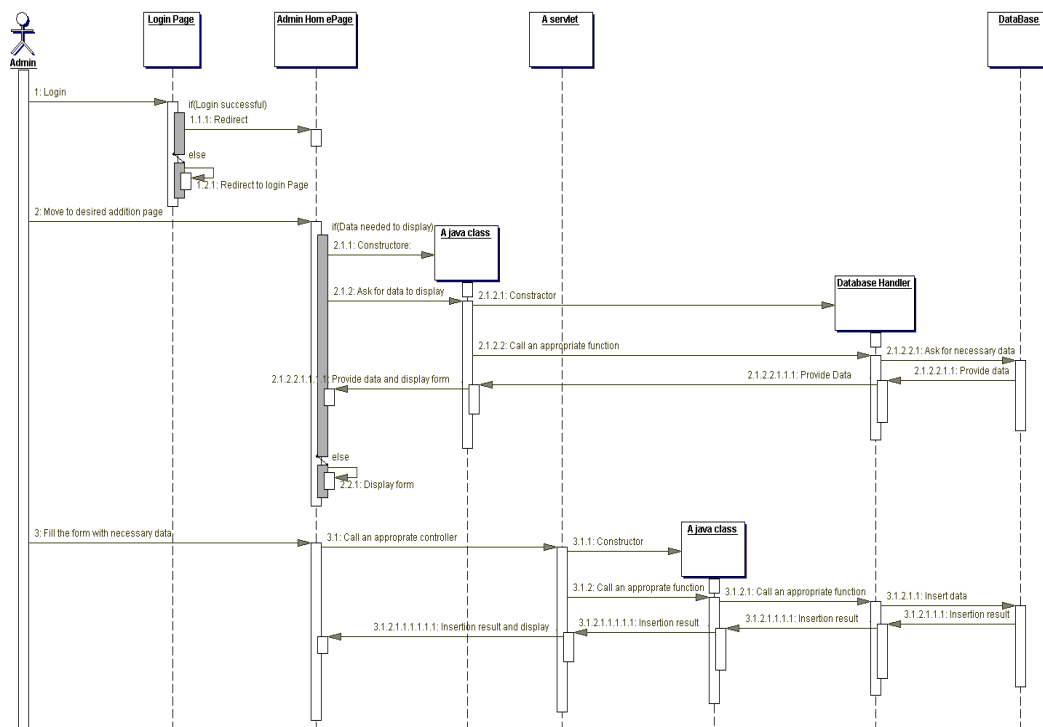 Login Page
Admin Hom ePage
A servlet
DataBase
Admin
1: Login
if(Login successful)
1.1.1: Redirect
else
1.2.1: Redirect to login Page
2: Move to desired addition page
if(Data needed to display)
A java class
2.1.1: Constructore:
2.1.2: Ask for data to display
2.1.2.1: Constractor
Database Handler
2.1.2.2: Call an appropriate function
2.1.2.2.1: Ask for necessary data
2.1.2.2.1.1.1.1: Provide data and display form
2.1.2.2.1.1.1: Provide Data
2.1.2.2.1.1: Provide data
else
2.2.1: Display form
3: Fill the form with necessary data
3.1: Call an approprate controller
A java class
3.1.1: Constructor
3.1.2: Call an approprate function
3.1.2.1: Call an appropriate function
3.1.2.1.1: Insert data
3.1.2.1.1.1.1.1.1: Insertion result and display
3.1.2.1.1.1.1.1: Insertion result
3.1.2.1.1.1.1: Insertion result
3.1.2.1.1.1: Insertion result